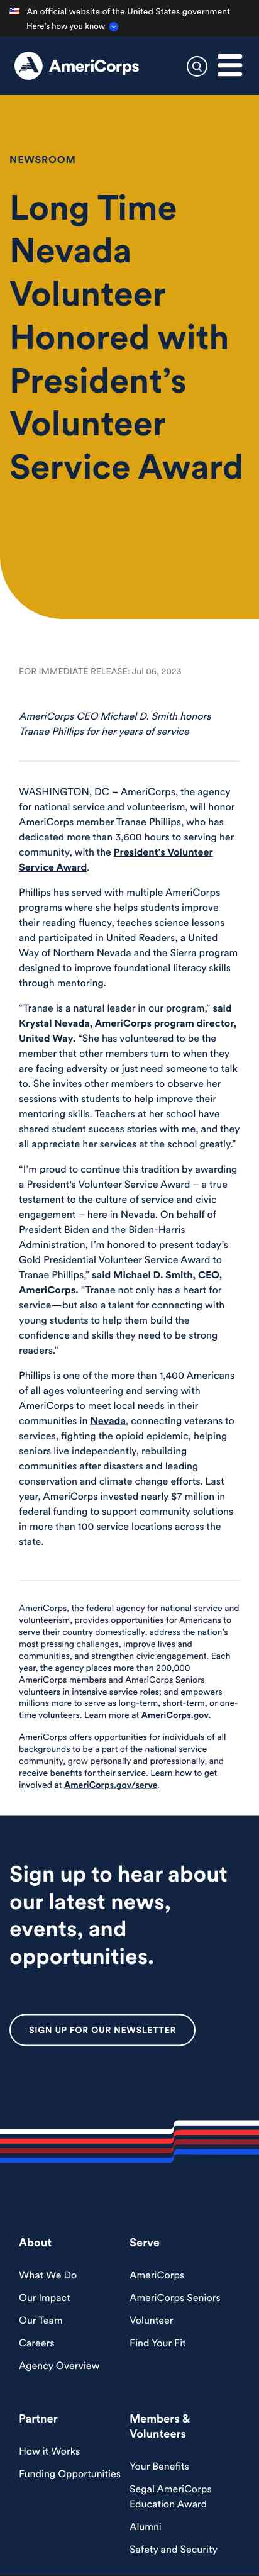 An official website of the United States government
Here's how you know
AmeriCorps
NEWSROOM
Long Time
Nevada
Volunteer
Honored with
President’s
Volunteer
Service Award
FOR IMMEDIATE RELEASE: Jul 06, 2023
AmeriCorps CEO Michael D. Smith honors
Tranae Phillips for her years of service
WASHINGTON, DC – AmeriCorps, the agency
for national service and volunteerism, will honor
AmeriCorps member Tranae Phillips, who has
dedicated more than 3,600 hours to serving her
community, with the President’s Volunteer
Service Award.
Phillips has served with multiple AmeriCorps
programs where she helps students improve
their reading fluency, teaches science lessons
and participated in United Readers, a United
Way of Northern Nevada and the Sierra program
designed to improve foundational literacy skills
through mentoring.
“Tranae is a natural leader in our program,” said
Krystal Nevada, AmeriCorps program director,
United Way. “She has volunteered to be the
member that other members turn to when they
are facing adversity or just need someone to talk
to. She invites other members to observe her
sessions with students to help improve their
mentoring skills. Teachers at her school have
shared student success stories with me, and they
all appreciate her services at the school greatly.”
“I’m proud to continue this tradition by awarding
a President's Volunteer Service Award – a true
testament to the culture of service and civic
engagement – here in Nevada. On behalf of
President Biden and the Biden-Harris
Administration, I’m honored to present today’s
Gold Presidential Volunteer Service Award to
Tranae Phillips,” said Michael D. Smith, CEO,
AmeriCorps. “Tranae not only has a heart for
service—but also a talent for connecting with
young students to help them build the
confidence and skills they need to be strong
readers.”
Phillips is one of the more than 1,400 Americans
of all ages volunteering and serving with
AmeriCorps to meet local needs in their
communities in Nevada, connecting veterans to
services, fighting the opioid epidemic, helping
seniors live independently, rebuilding
communities after disasters and leading
conservation and climate change efforts. Last
year, AmeriCorps invested nearly $7 million in
federal funding to support community solutions
in more than 100 service locations across the
state.
AmeriCorps, the federal agency for national service and
volunteerism, provides opportunities for Americans to
serve their country domestically, address the nation’s
most pressing challenges, improve lives and
communities, and strengthen civic engagement. Each
year, the agency places more than 200,000
AmeriCorps members and AmeriCorps Seniors
volunteers in intensive service roles; and empowers
millions more to serve as long-term, short-term, or one-
time volunteers. Learn more at AmeriCorps.gov.
AmeriCorps offers opportunities for individuals of all
backgrounds to be a part of the national service
community, grow personally and professionally, and
receive benefits for their service. Learn how to get
involved at AmeriCorps.gov/serve.
Sign up to hear about
our latest news,
events, and
opportunities.
SIGN UP FOR OUR NEWSLETTER
About
What We Do
Our Impact
Our Team
Careers
Agency Overview
Serve
AmeriCorps
AmeriCorps Seniors
Volunteer
Find Your Fit
Partner
How it Works
Funding Opportunities
Members &
Volunteers
Your Benefits
Segal AmeriCorps
Education Award
Alumni
Safety and Security